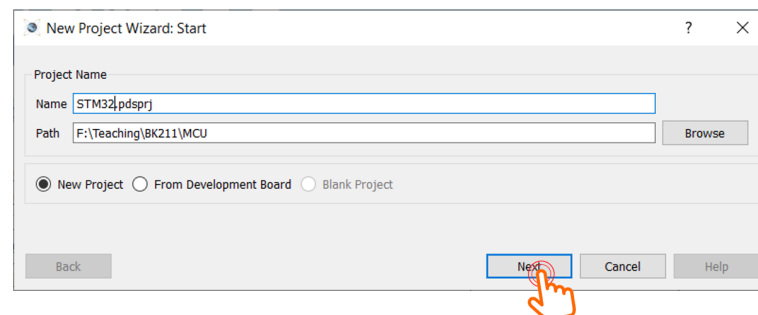 New Project Wizard: Start ?
Project Name
Name STM32.pdsprj
Path F:\Teaching\BK211\MCU Browse
New Project From Development Board Blank Project
Back Next Cancel Help